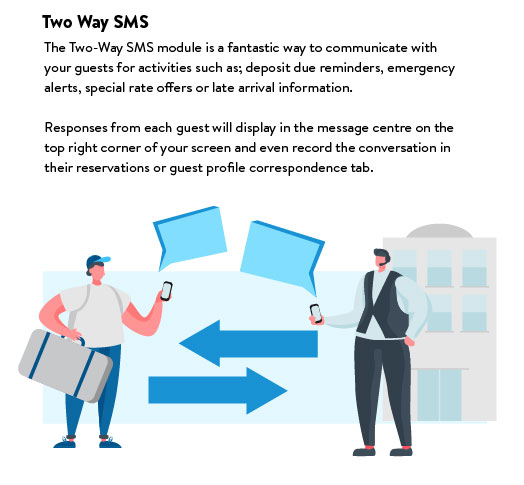 Two Way SMS
The Two-Way SMS module is a fantastic way to communicate with
your guests for activities such as; deposit due reminders, emergency
alerts, special rate offers or late arrival information.
Responses from each guest will display in the message centre on the
top right corner of your screen and even record the conversation in
their reservations or guest profile correspondence tab.